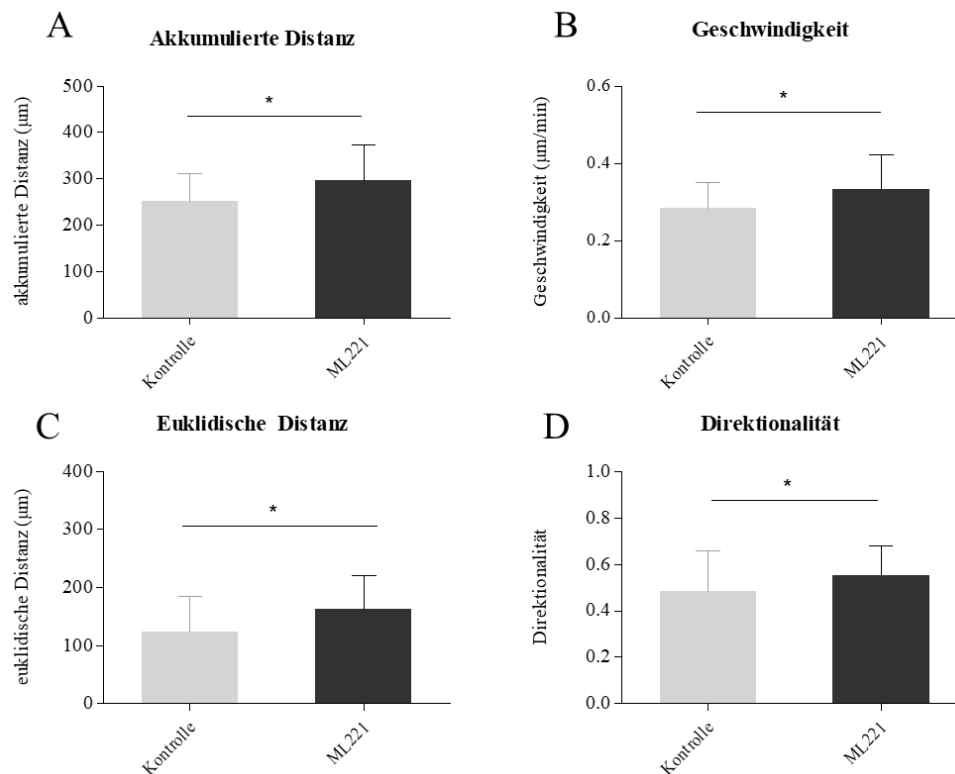 A
Akkumulierte Distanz
akkumulierte Distanz (µm)
500
400
300
200
100
0
*
Kontrolle
ML221
B
Geschwindigkeit
Geschwindigkeit (µm/min)
0.6
0.4
0.2
0.0
*
Kontrolle
ML221
C
Euklidische Distanz
euklidische Distanz (µm)
400
300
200
100
0
*
Kontrolle
ML221
D
Direktionalität
Direktionalität
1.0
0.8
0.6
0.4
0.2
0.0
*
Kontrolle
ML221